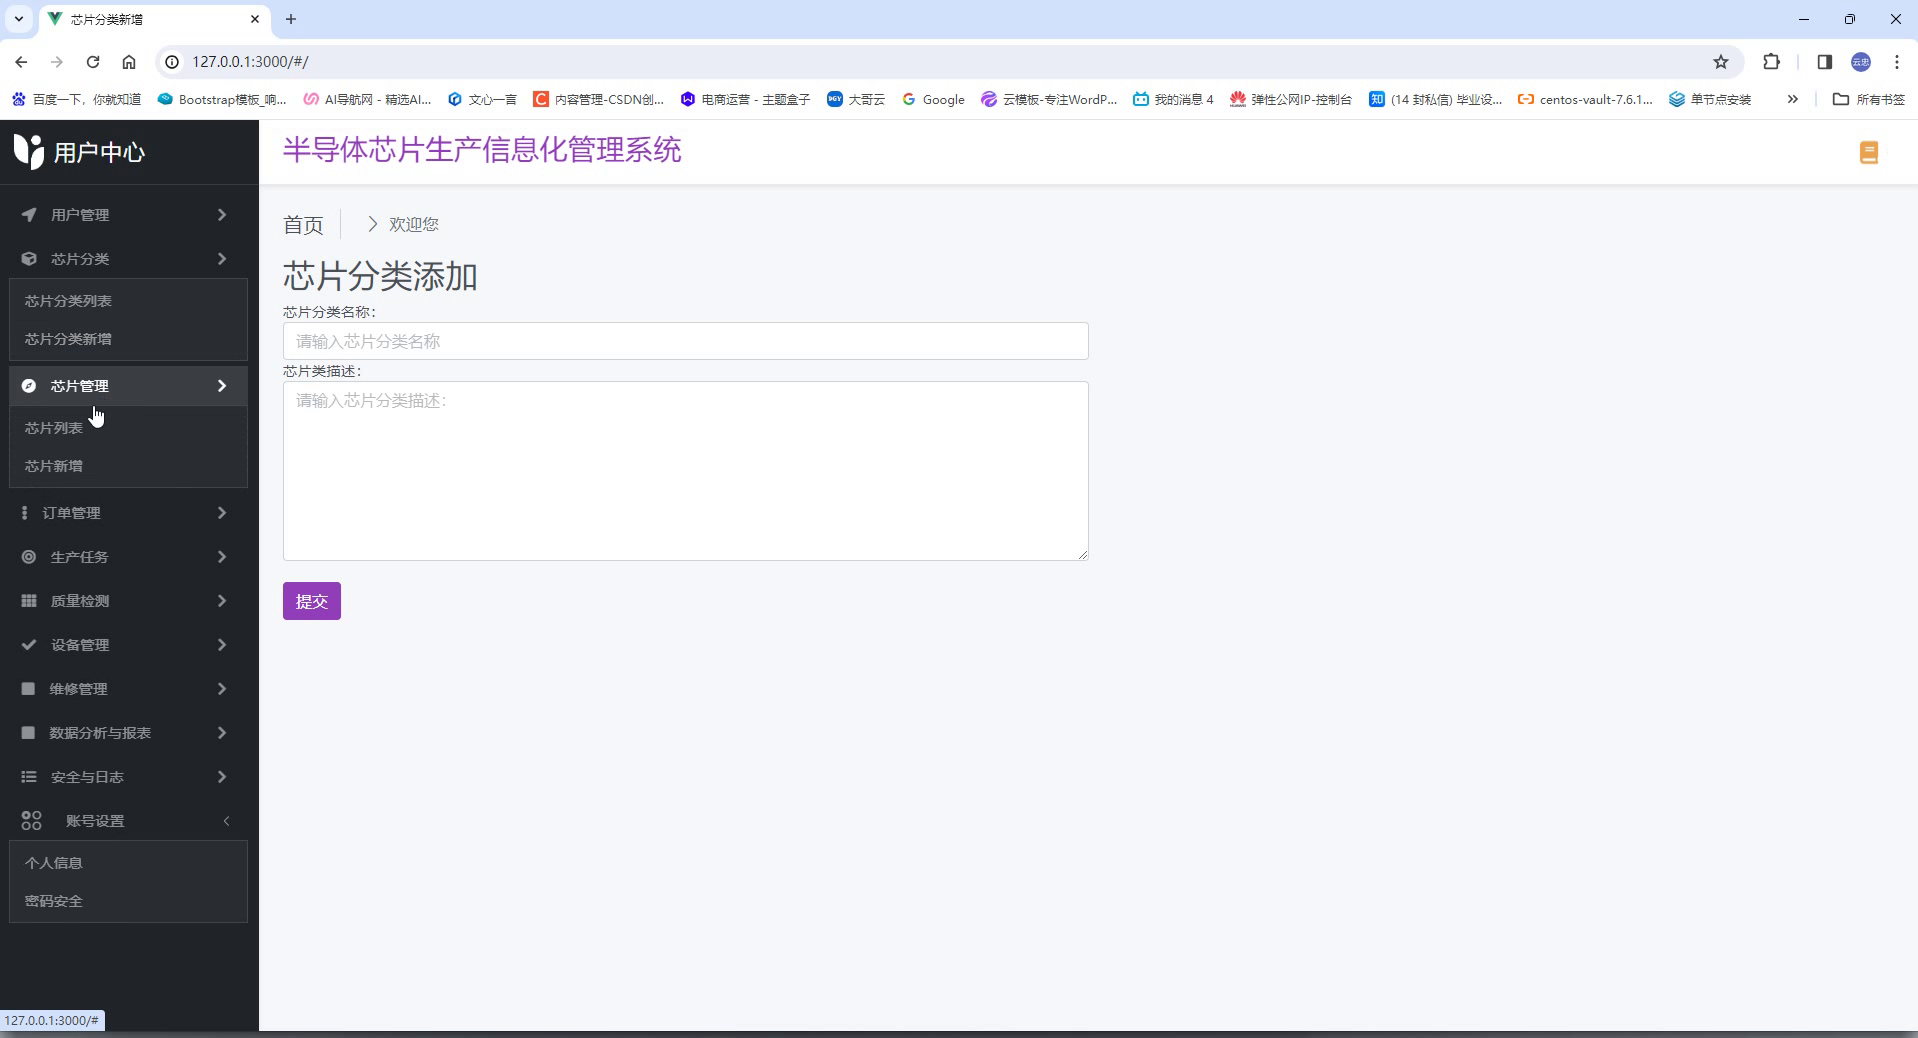 芯片分类新增
127.0.0.1:3000/#/
百度一下，你就知道
Bootstrap模板_响...
AI导航网 - 精选AI...
文心一言
内容管理-CSDN创...
电商运营 - 主题盒子
大哥云
Google
云模板-专注WordP...
我的消息 4
弹性公网IP-控制台
(14 封私信) 毕业设...
centos-vault-7.6.1...
单节点安装
所有书签
用户中心
半导体芯片生产信息化管理系统
用户管理
芯片分类
芯片分类列表
芯片分类新增
芯片管理
芯片列表
芯片新增
订单管理
生产任务
质量检测
设备管理
维修管理
数据分析与报表
安全与日志
账号设置
个人信息
密码安全
首页
欢迎您
芯片分类添加
芯片分类名称：
请输入芯片分类名称
芯片类描述：
请输入芯片分类描述：
提交
127.0.0.1:3000/#